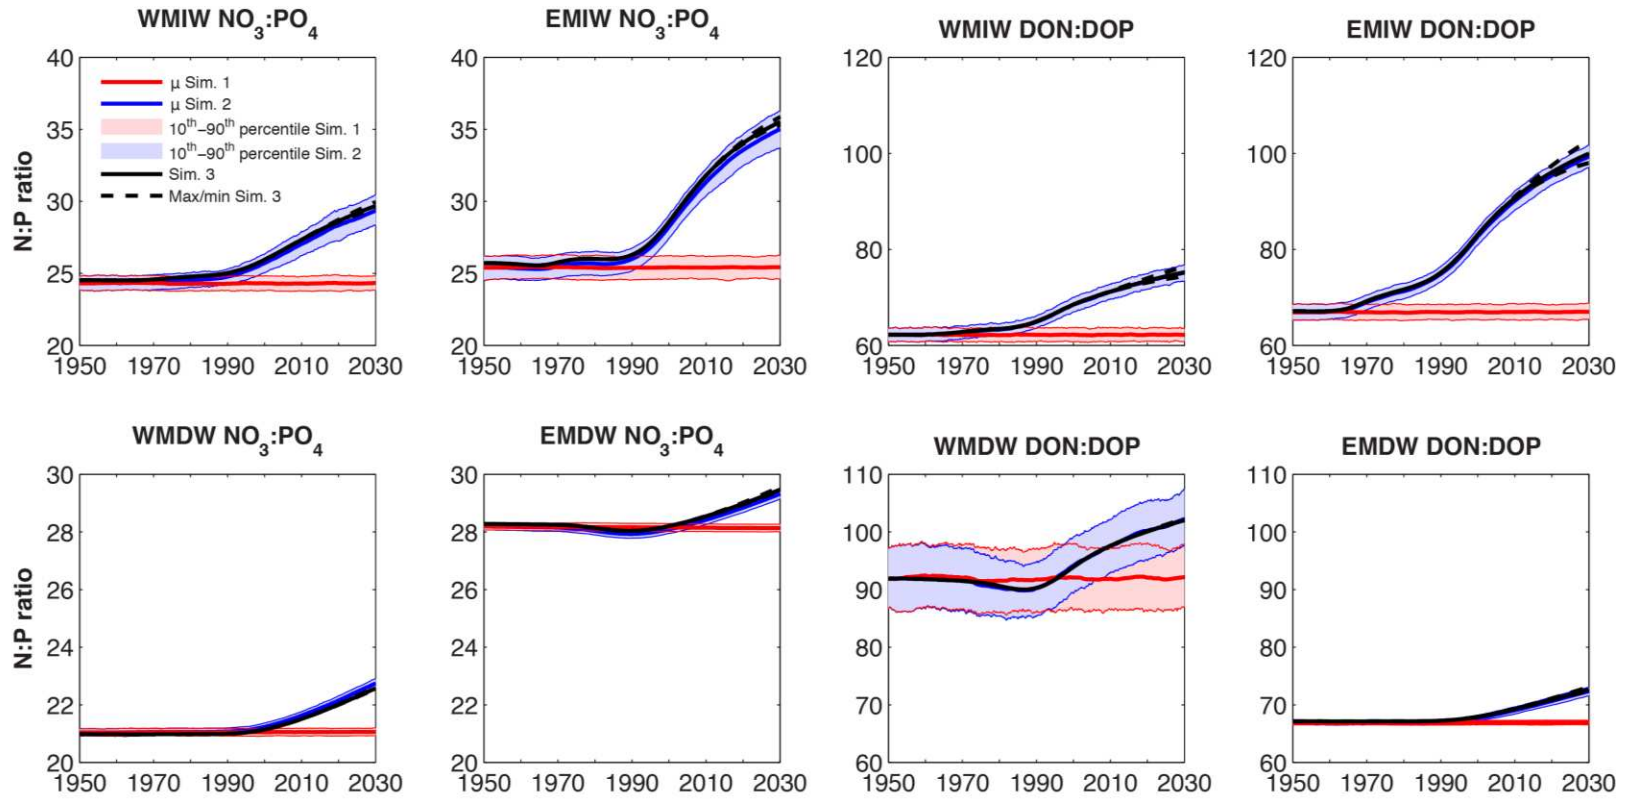 WMIW NO3:PO4
EMIW NO3:PO4
WMIW DON:DOP
EMIW DON:DOP
N:P ratio
40
35
30
25
20
μ Sim. 1
μ Sim. 2
10th–90th percentile Sim. 1
10th–90th percentile Sim. 2
Sim. 3
Max/min Sim. 3
1950 1970 1990 2010 2030
40
35
30
25
20
1950 1970 1990 2010 2030
120
100
80
60
1950 1970 1990 2010 2030
120
100
80
60
1950 1970 1990 2010 2030
WMDW NO3:PO4
EMDW NO3:PO4
WMDW DON:DOP
EMDW DON:DOP
N:P ratio
30
28
26
24
22
20
1950 1970 1990 2010 2030
30
28
26
24
22
20
1950 1970 1990 2010 2030
110
100
90
80
70
60
1950 1970 1990 2010 2030
110
100
90
80
70
60
1950 1970 1990 2010 2030